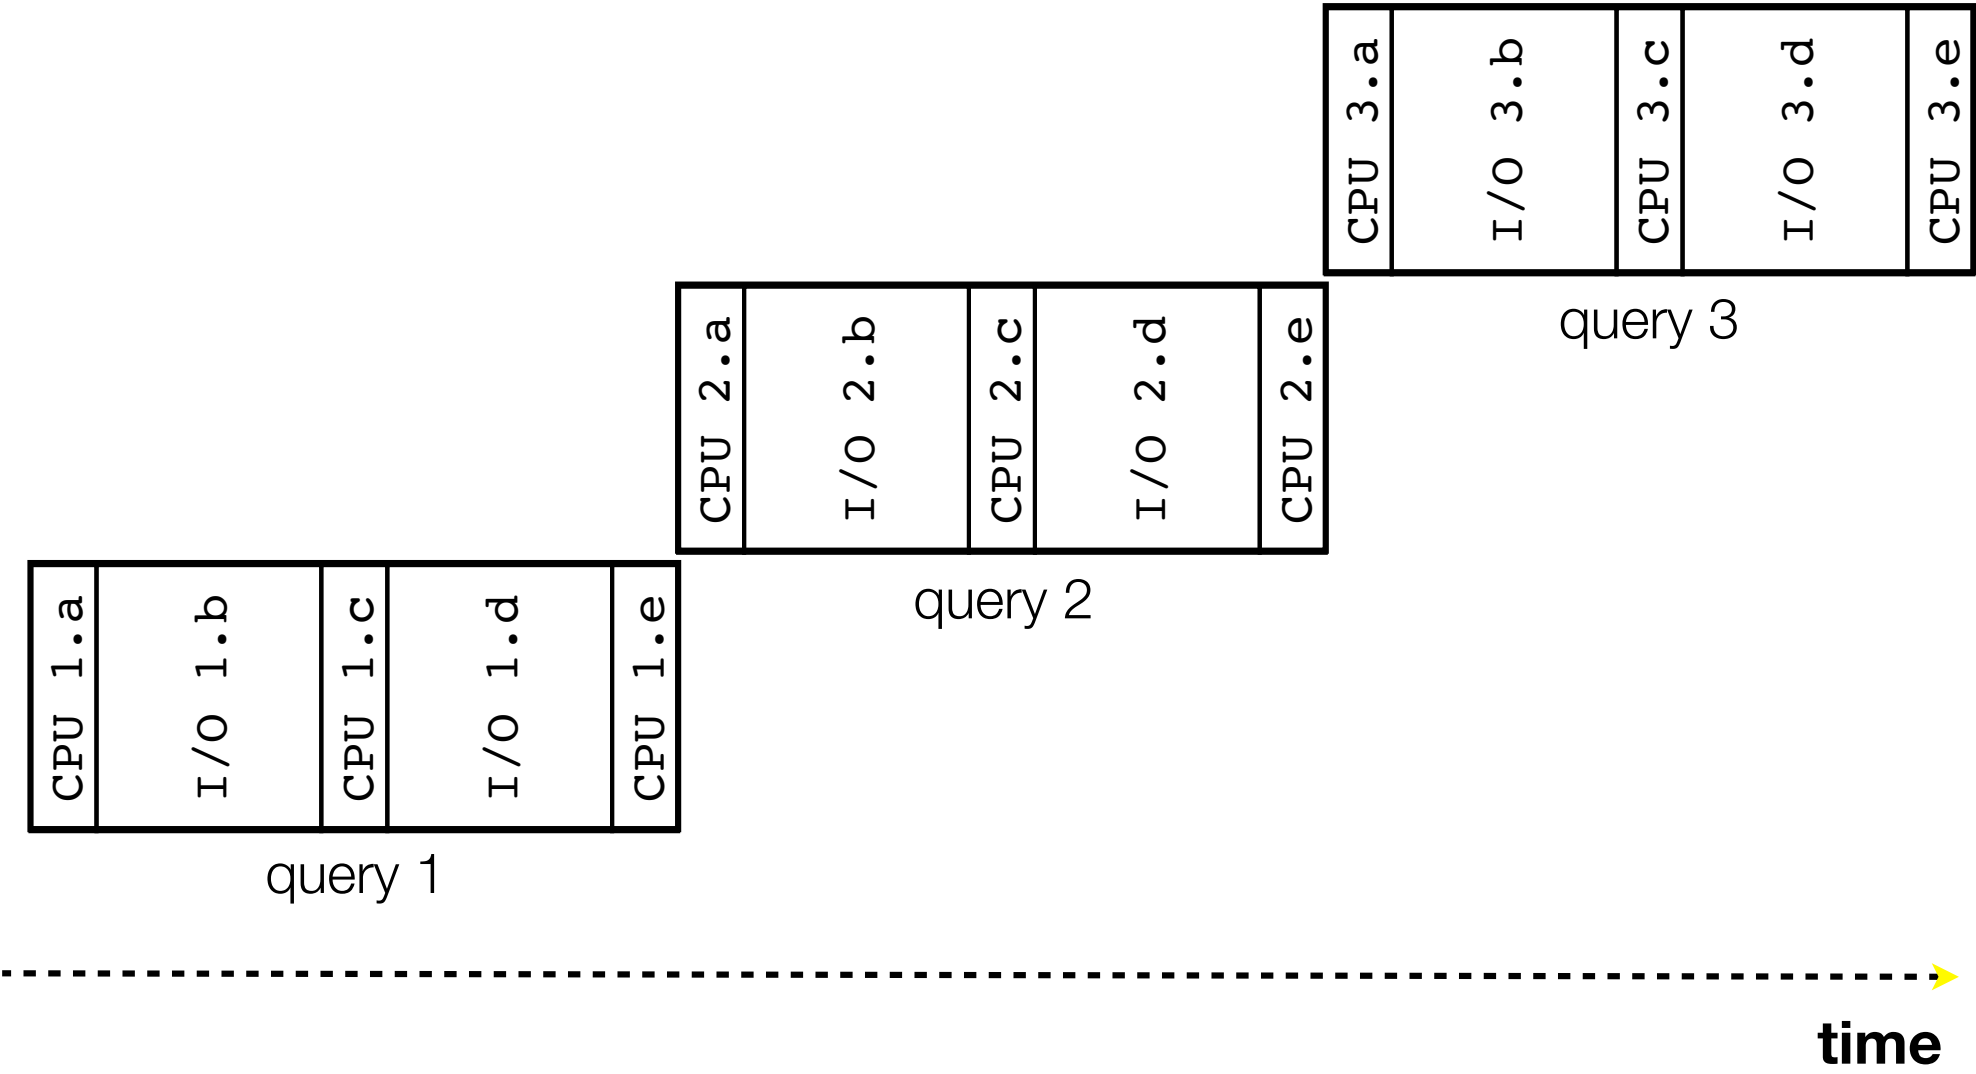 CPU 3.a
I/O 3.b
CPU 3.c
I/O 3.d
CPU 3.e
query 3
CPU 2.a
I/O 2.b
CPU 2.c
I/O 2.d
CPU 2.e
query 2
CPU 1.a
I/O 1.b
CPU 1.c
I/O 1.d
CPU 1.e
query 1
time